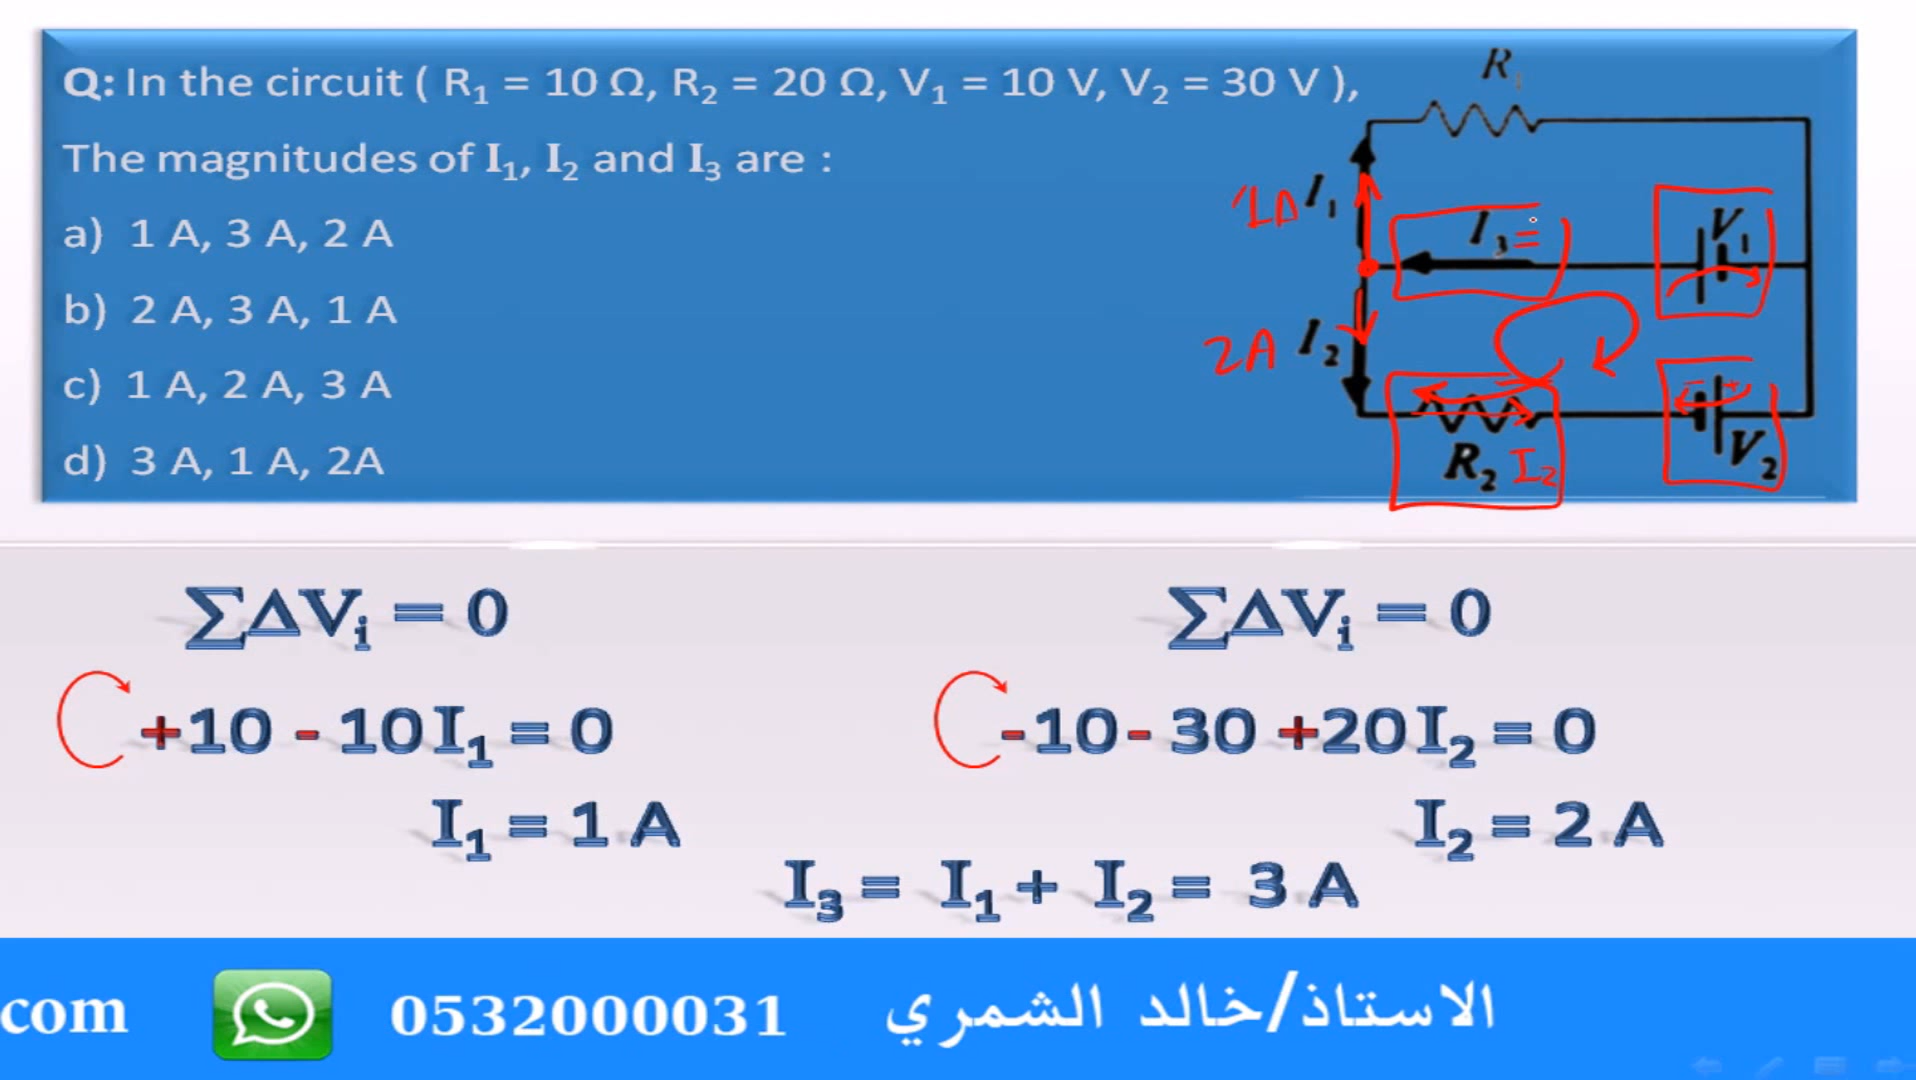 Q: In the circuit ( R₁ = 10 Ω, R₂ = 20 Ω, V₁ = 10 V, V₂ = 30 V ),
The magnitudes of I₁, I₂ and I₃ are :
a) 1 A, 3 A, 2 A
b) 2 A, 3 A, 1 A
c) 1 A, 2 A, 3 A
d) 3 A, 1 A, 2A
R₁
1A I₁
I₃ =
V₁
2A I₂
R₂ I₂
- +
V₂
∑ΔVᵢ = 0
+10 - 10I₁ = 0
I₁ = 1 A
∑ΔVᵢ = 0
-10- 30 +20I₂ = 0
I₂ = 2 A
I₃ = I₁ + I₂ = 3 A
com
0532000031
الاستاذ/خالد الشمري